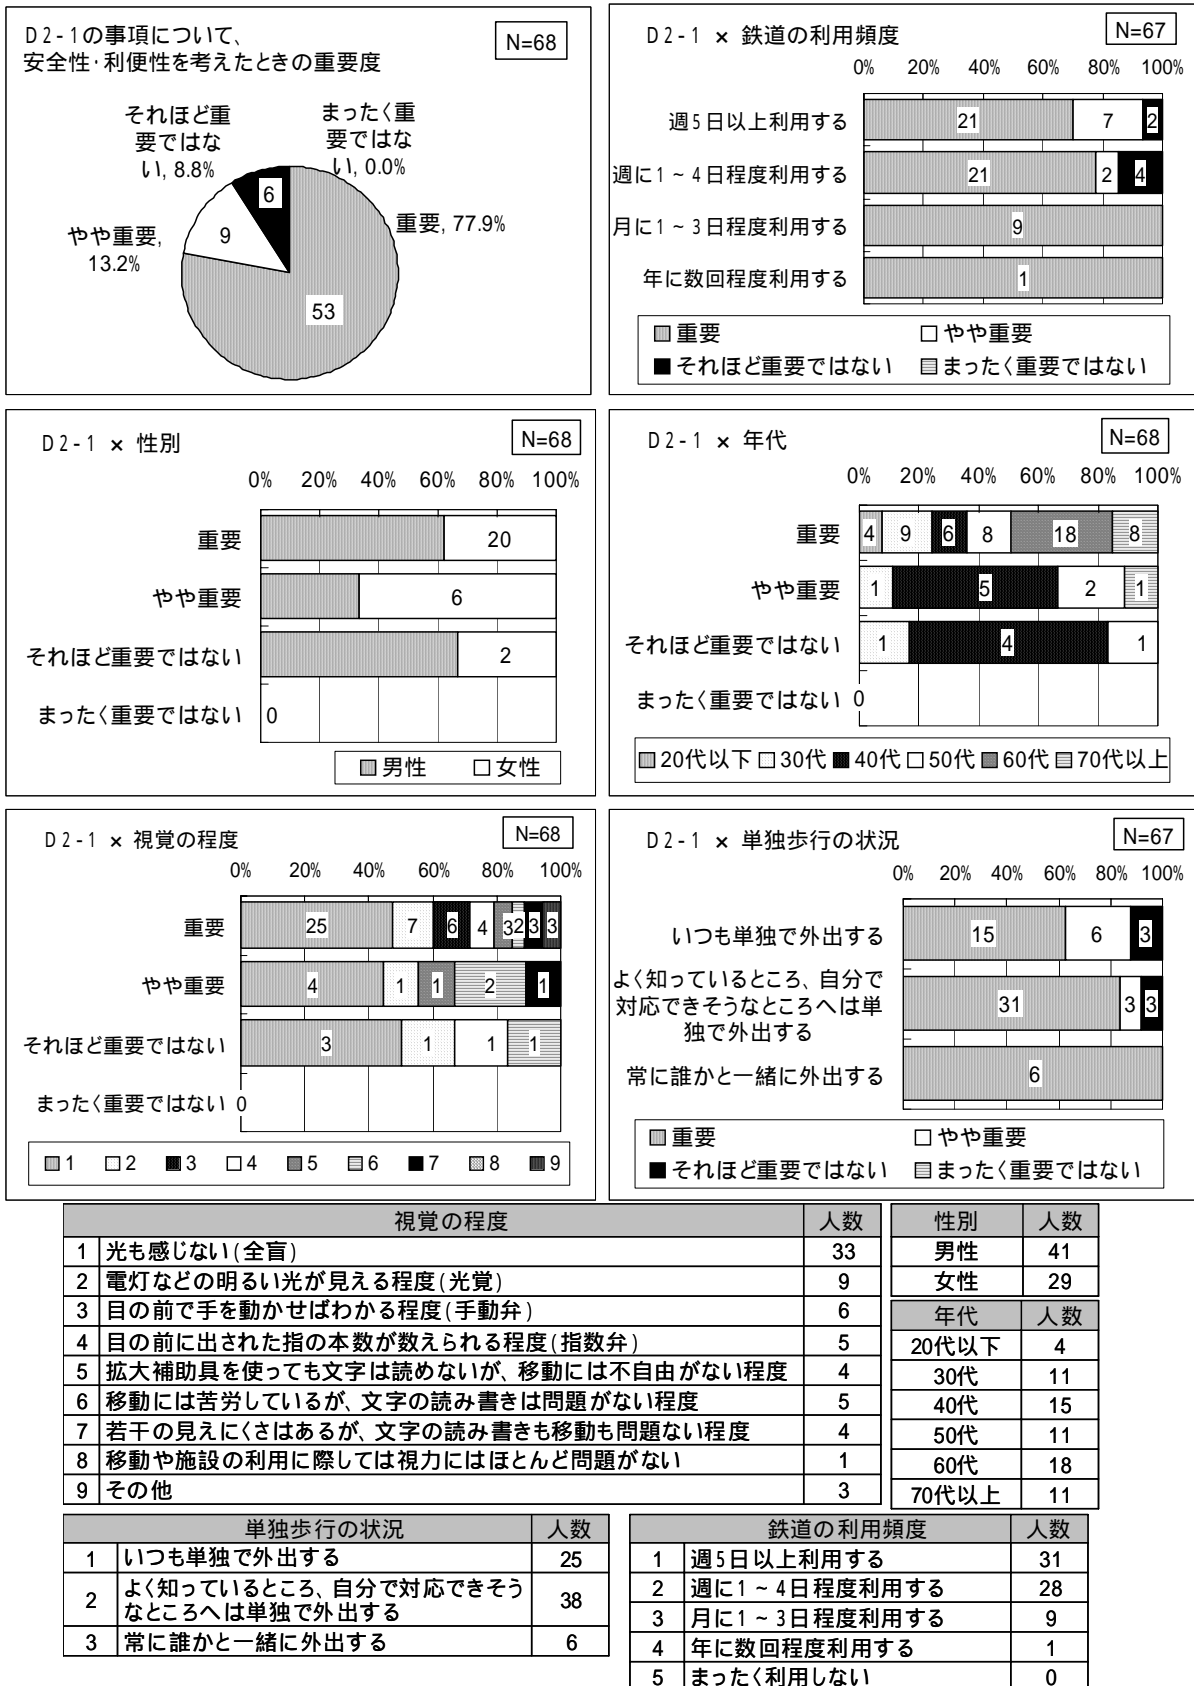 D2-1の事項について、
安全性・利便性を考えたときの重要度
N=68
それほど重
要ではな
い, 8.8%
まったく重
要ではな
い, 0.0%
やや重要,
13.2%
重要, 77.9%
6
9
53
D2-1 × 鉄道の利用頻度
N=67
0% 20% 40% 60% 80% 100%
週5日以上利用する 21 7 2
週に1~4日程度利用する 21 2 4
月に1~3日程度利用する 9
年に数回程度利用する 1
重要 やや重要
それほど重要ではない まったく重要ではない
D2-1 × 性別
N=68
0% 20% 40% 60% 80% 100%
重要 20
やや重要 6
それほど重要ではない 2
まったく重要ではない 0
男性 女性
D2-1 × 年代
N=68
0% 20% 40% 60% 80% 100%
重要 4 9 6 8 18 8
やや重要 1 5 2 1
それほど重要ではない 1 4 1
まったく重要ではない 0
20代以下 30代 40代 50代 60代 70代以上
D2-1 × 視覚の程度
N=68
0% 20% 40% 60% 80% 100%
重要 25 7 6 4 3 2 3 3
やや重要 4 1 1 2 1
それほど重要ではない 3 1 1 1
まったく重要ではない 0
1 2 3 4 5 6 7 8 9
D2-1 × 単独歩行の状況
N=67
0% 20% 40% 60% 80% 100%
いつも単独で外出する 15 6 3
よく知っているところ、自分で
対応できそうなところへは単
独で外出する
31 3 3
常に誰かと一緒に外出する 6
重要 やや重要
それほど重要ではない まったく重要ではない
視覚の程度 人数
1 光も感じない(全盲) 33
2 電灯などの明るい光が見える程度(光覚) 9
3 目の前で手を動かせばわかる程度(手動弁) 6
4 目の前に出された指の本数が数えられる程度(指数弁) 5
5 拡大補助具を使っても文字は読めないが、移動には不自由がない程度 4
6 移動には苦労しているが、文字の読み書きは問題がない程度 5
7 若干の見えにくさはあるが、文字の読み書きも移動も問題ない程度 4
8 移動や施設の利用に際しては視力にはほとんど問題がない 1
9 その他 3
性別 人数
男性 41
女性 29
年代 人数
20代以下 4
30代 11
40代 15
50代 11
60代 18
70代以上 11
単独歩行の状況 人数
1 いつも単独で外出する 25
2 よく知っているところ、自分で対応できそう
なところへは単独で外出する 38
3 常に誰かと一緒に外出する 6
鉄道の利用頻度 人数
1 週5日以上利用する 31
2 週に1~4日程度利用する 28
3 月に1~3日程度利用する 9
4 年に数回程度利用する 1
5 まったく利用しない 0